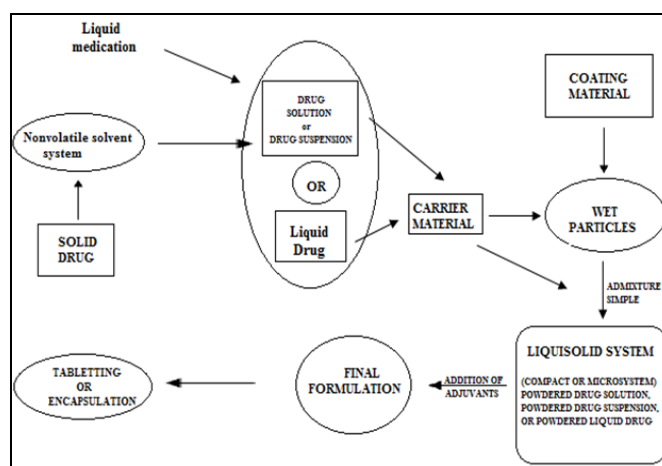 Liquid
medication
COATING
MATERIAL
DRUG
SOLUTION
or
DRUG SUSPENSION
Nonvolatile solvent
system
OR
CARRIER
MATERIAL
WET
PARTICLES
Liquid
Drug
SOLID
DRUG
ADMIXTURE
SIMPLE
LIQUISOLID SYSTEM
(COMPACT OR MICROSYSTEM)
POWDERED DRUG SOLUTION,
POWDERED DRUG SUSPENSION,
OR POWDERED LIQUID DRUG
ADDITION OF
ADJUVANTS
FINAL
FORMULATION
TABLETTING
OR
ENCAPSULATION